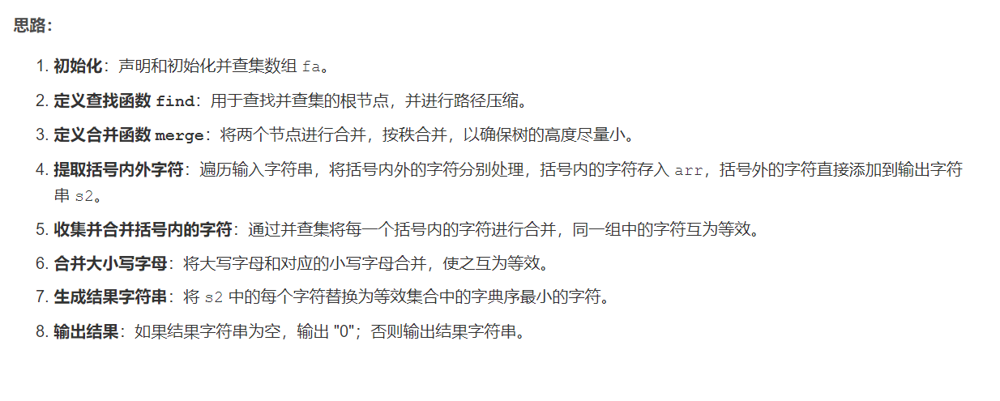 思路：
1. 初始化：声明和初始化并查集数组 fa。
2. 定义查找函数 find：用于查找并查集的根节点，并进行路径压缩。
3. 定义合并函数 merge：将两个节点进行合并，按秩合并，以确保树的高度尽量小。
4. 提取括号内外字符：遍历输入字符串，将括号内外的字符分别处理，括号内的字符存入 arr，括号外的字符直接添加到输出字符
串 s2。
5. 收集并合并括号内的字符：通过并查集将每一个括号内的字符进行合并，同一组中的字符互为等效。
6. 合并大小写字母：将大写字母和对应的小写字母合并，使之互为等效。
7. 生成结果字符串：将 s2 中的每个字符替换为等效集合中的字典序最小的字符。
8. 输出结果：如果结果字符串为空，输出 "0"；否则输出结果字符串。